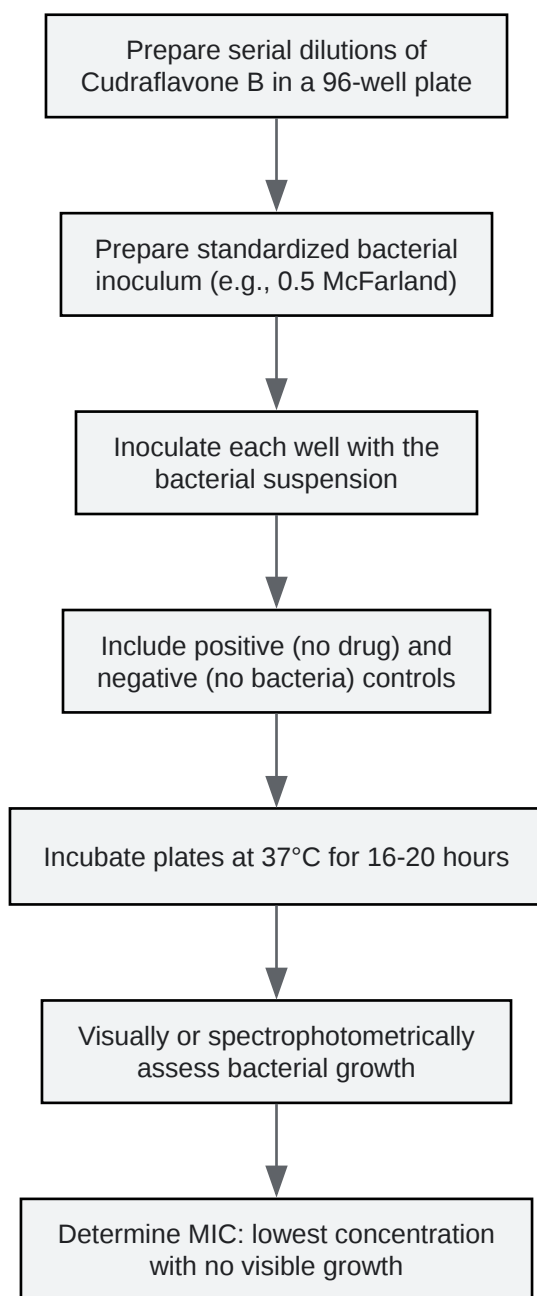 Prepare serial dilutions of
Cudraflavone B in a 96-well plate
Prepare standardized bacterial
inoculum (e.g., 0.5 McFarland)
Inoculate each well with the
bacterial suspension
Include positive (no drug) and
negative (no bacteria) controls
Incubate plates at 37°C for 16-20 hours
Visually or spectrophotometrically
assess bacterial growth
Determine MIC: lowest concentration
with no visible growth